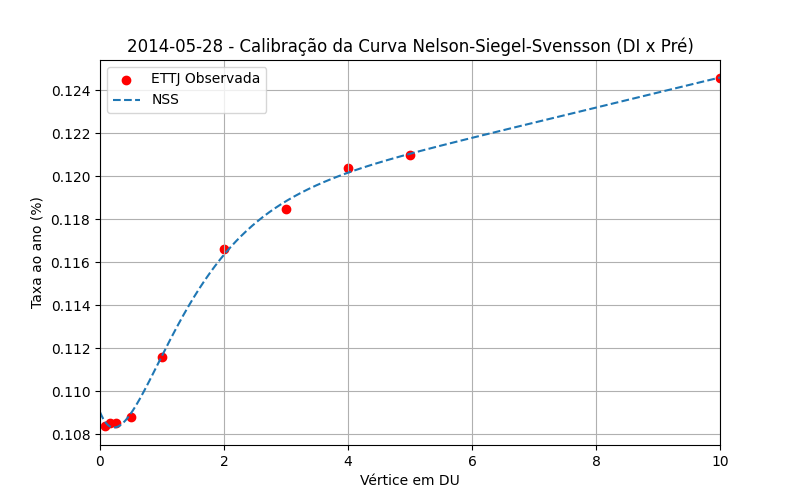 2014-05-28 - Calibração da Curva Nelson-Siegel-Svensson (DI x Pré)
ETTJ Observada
NSS
Taxa ao ano (%)
0.124
0.122
0.120
0.118
0.116
0.114
0.112
0.110
0.108
0 2 4 6 8 10
Vértice em DU